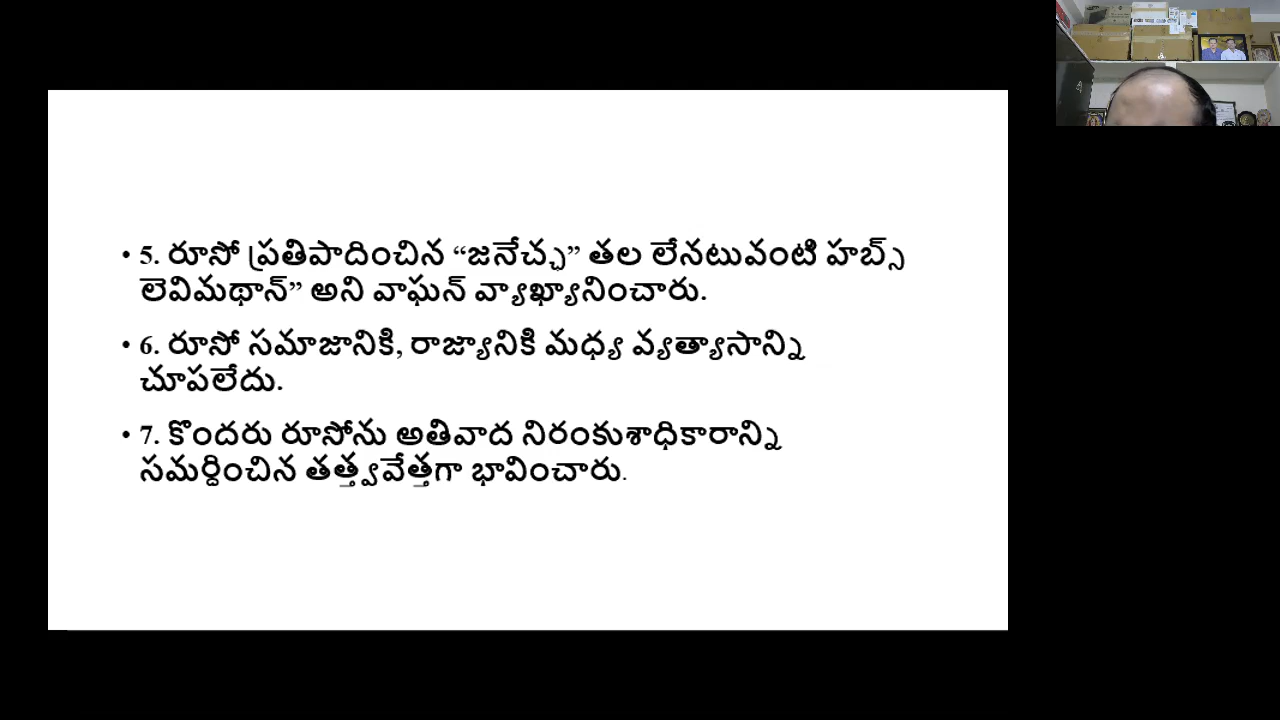 • 5. రూసో ప్రతిపాదించిన “జనేచ్ఛ” తల లేనటువంటి హబ్స్
లెవిమథాన్” అని వాఘన్ వ్యాఖ్యానించారు.
• 6. రూసో సమాజానికి, రాజ్యానికి మధ్య వ్యత్యాసాన్ని
చూపలేదు.
• 7. కొందరు రూసోను అతివాద నిరంకుశాధికారాన్ని
సమర్ధించిన తత్త్వవేత్తగా భావించారు.